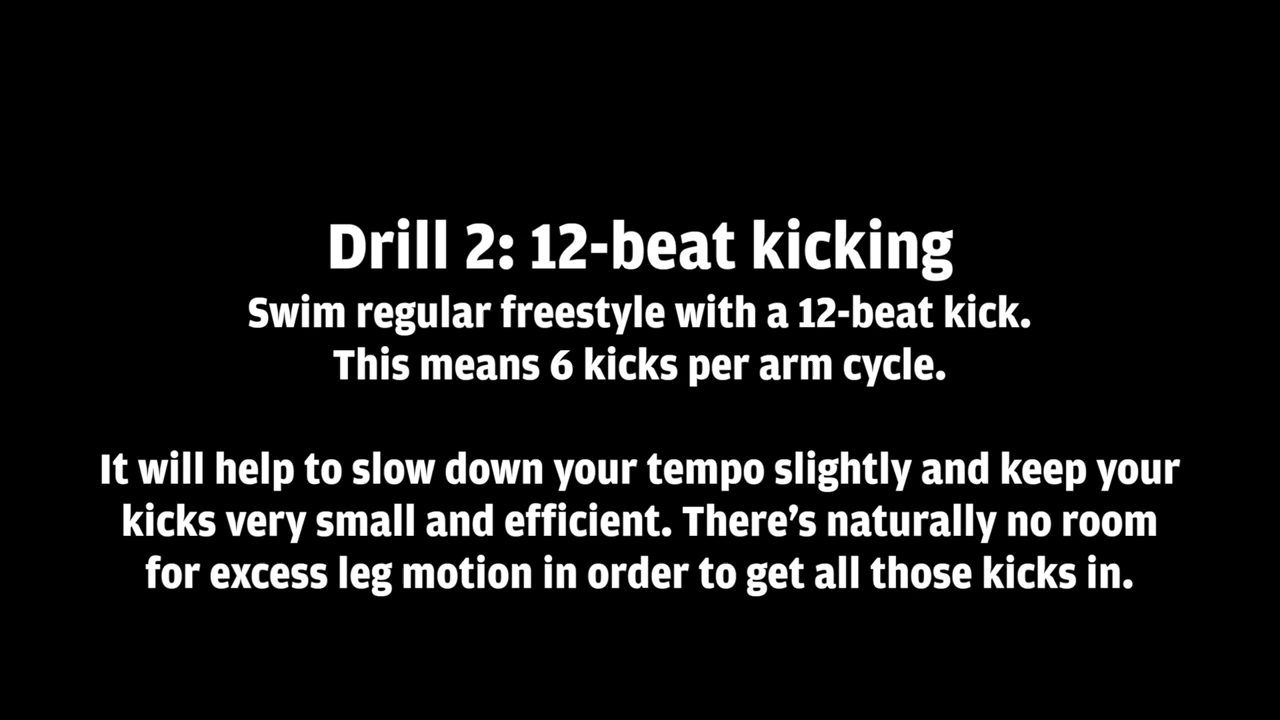 Drill 2: 12-beat kicking
Swim regular freestyle with a 12-beat kick.
This means 6 kicks per arm cycle.
It will help to slow down your tempo slightly and keep your
kicks very small and efficient. There’s naturally no room
for excess leg motion in order to get all those kicks in.